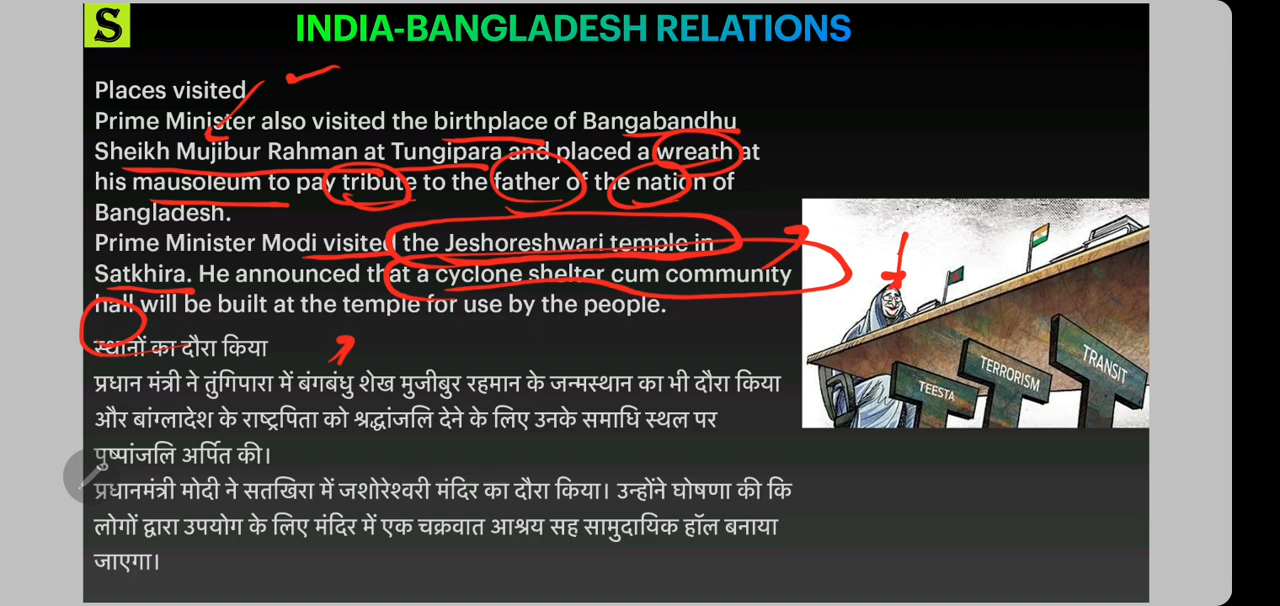 S
INDIA-BANGLADESH RELATIONS
Places visited
Prime Minister also visited the birthplace of Bangabandhu
Sheikh Mujibur Rahman at Tungipara and placed a wreath at
his mausoleum to pay tribute to the father of the nation of
Bangladesh.
Prime Minister Modi visited the Jeshoreshwari temple in
Satkhira. He announced that a cyclone shelter cum community
hall will be built at the temple for use by the people.
स्थानों का दौरा किया
प्रधान मंत्री ने तुंगिपारा में बंगबंधु शेख मुजीबुर रहमान के जन्मस्थान का भी दौरा किया
और बांग्लादेश के राष्ट्रपिता को श्रद्धांजलि देने के लिए उनके समाधि स्थल पर
पुष्पांजलि अर्पित की।
प्रधानमंत्री मोदी ने सतखिरा में जशोरेश्वरी मंदिर का दौरा किया। उन्होंने घोषणा की कि
लोगों द्वारा उपयोग के लिए मंदिर में एक चक्रवात आश्रय सह सामुदायिक हॉल बनाया
जाएगा।
TEESTA
TERRORISM
TRANSIT